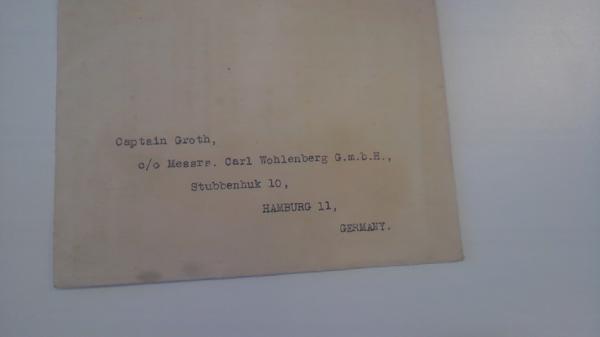 Captain Groth,
c/o Messrs. Carl Wohlenberg G.m.b.H.,
Stubbenhuk 10,
HAMBURG 11,
GERMANY.